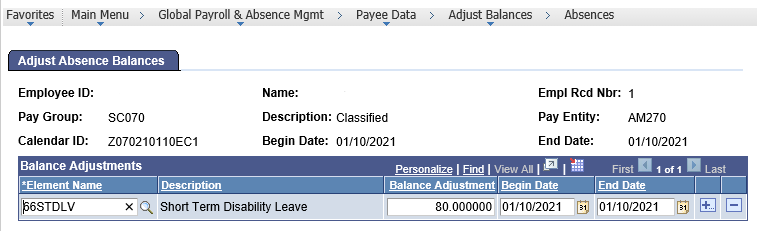 Favorites Main Menu > Global Payroll & Absence Mgmt > Payee Data > Adjust Balances > Absences
Adjust Absence Balances
Employee ID: Name: Empl Rcd Nbr: 1
Pay Group: SC070 Description: Classified Pay Entity: AM270
Calendar ID: Z070210110EC1 Begin Date: 01/10/2021 End Date: 01/10/2021
Balance Adjustments Personalize | Find | View All | | First 1 of 1 Last
*Element Name Description Balance Adjustment Begin Date End Date
66STDLV × Short Term Disability Leave 80.000000 01/10/2021 31 01/10/2021 31 + −